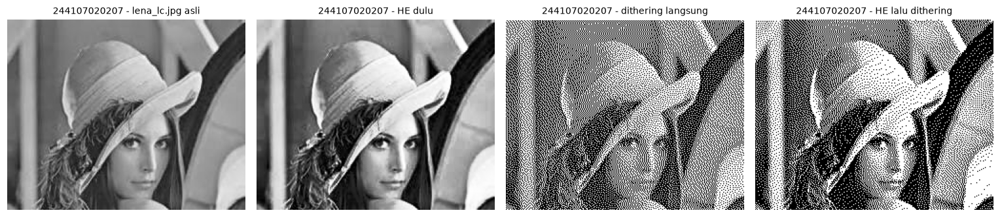 244107020207 - lena_lc.jpg asli
244107020207 - HE dulu
244107020207 - dithering langsung
244107020207 - HE lalu dithering